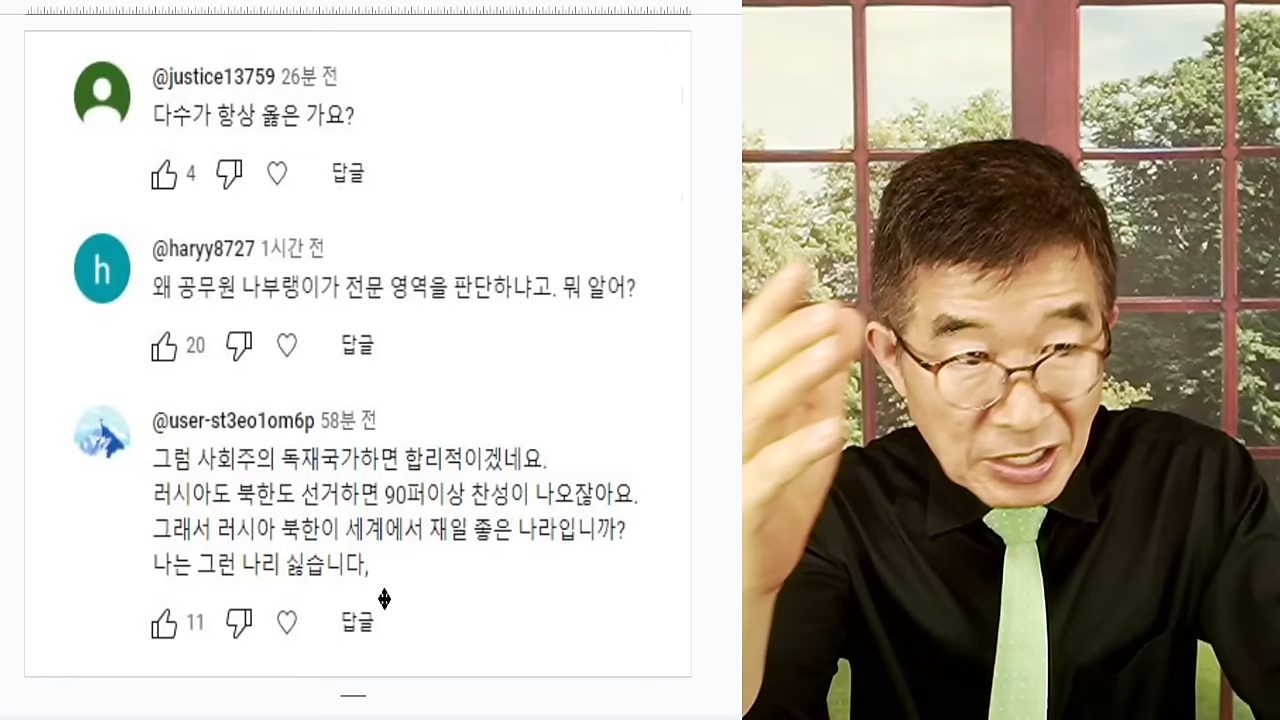 @justice13759 26분 전
다수가 항상 옳은 가요?
4 답글
h
@haryy8727 1시간 전
왜 공무원 나부랭이가 전문 영역을 판단하냐고. 뭐 알어?
20 답글
@user-st3eo1om6p 58분 전
그럼 사회주의 독재국가하면 합리적이겠네요.
러시아도 북한도 선거하면 90퍼이상 찬성이 나오잖아요.
그래서 러시아 북한이 세계에서 재일 좋은 나라입니까?
나는 그런 나리 싫습니다,
11 답글